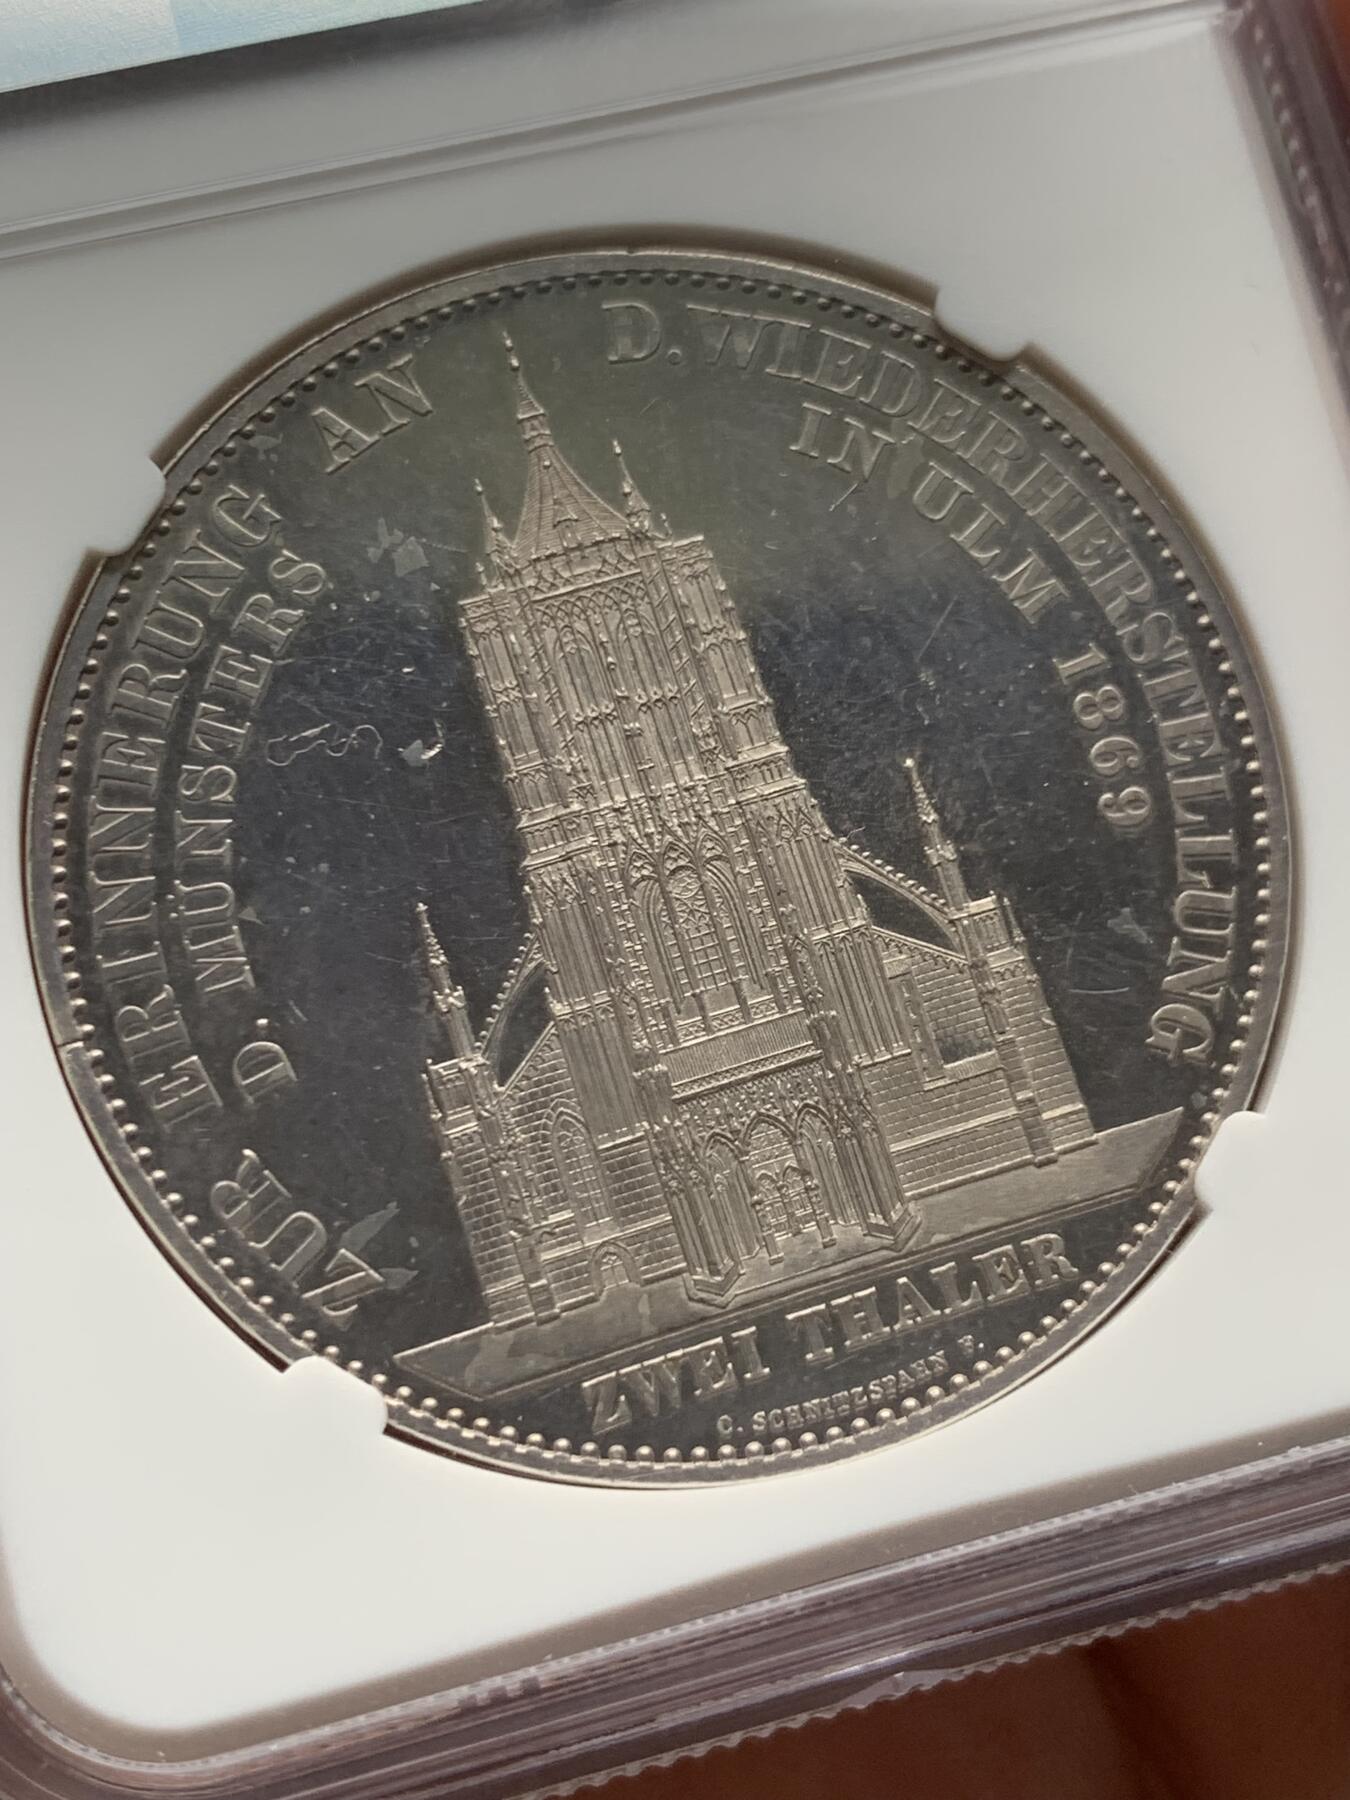 ZUR ERINNERUNG AN D. WIEDERHERSTELLUNG
D. MÜNSTERS IN ULM 1869
ZWEI THALER
C. SCHNITZSPAHN F.